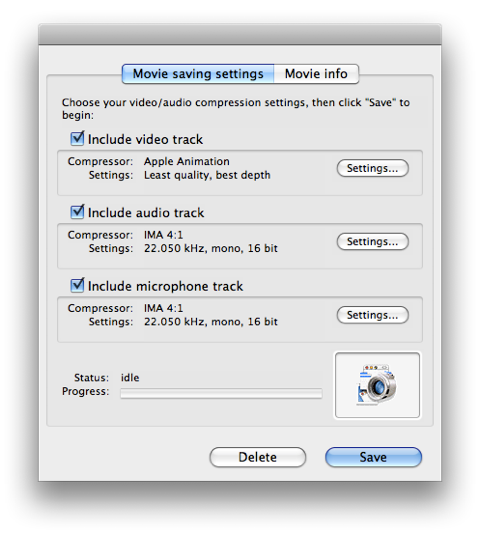 Movie saving settings Movie info
Choose your video/audio compression settings, then click "Save" to
begin:
Include video track
Compressor: Apple Animation
Settings: Least quality, best depth
Settings...
Include audio track
Compressor: IMA 4:1
Settings: 22.050 kHz, mono, 16 bit
Settings...
Include microphone track
Compressor: IMA 4:1
Settings: 22.050 kHz, mono, 16 bit
Settings...
Status: idle
Progress:
Delete Save